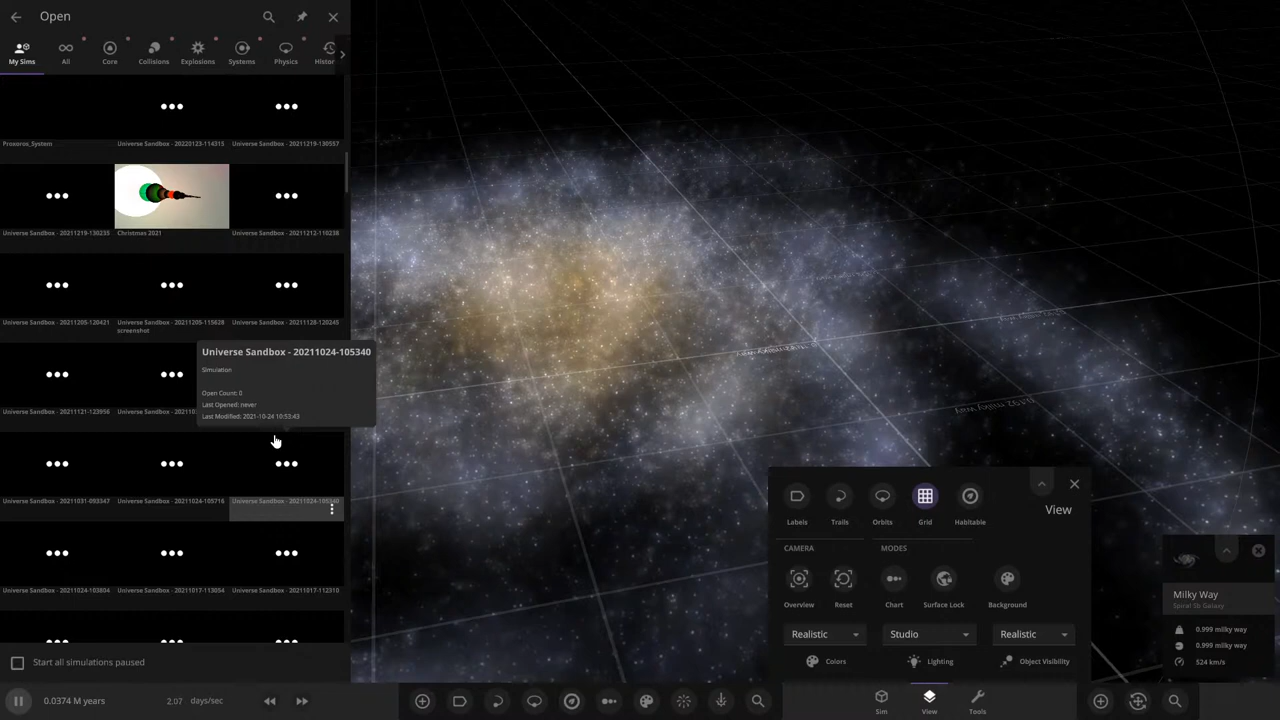 Open
My Sims
All
Core
Collisions
Explosions
Systems
Physics
Histor
Proxoros_System
Universe Sandbox - 20220123-114315
Universe Sandbox - 20211219-130557
Universe Sandbox - 20211219-130235
Christmas 2021
Universe Sandbox - 20211212-110238
Universe Sandbox - 20211205-120421
Universe Sandbox - 20211205-115628
screenshot
Universe Sandbox - 20211128-120245
Universe Sandbox - 20211024-105340
Simulation
Open Count: 0
Last Opened: never
Last Modified: 2021-10-24 10:53:43
Universe Sandbox - 20211121-123956
Universe Sandbox - 20211031-093347
Universe Sandbox - 20211024-105716
Universe Sandbox - 20211024-105340
Universe Sandbox - 20211024-103804
Universe Sandbox - 20211017-113054
Universe Sandbox - 20211017-112310
Start all simulations paused
0.0374 M years
2.07 days/sec
View
Labels
Trails
Orbits
Grid
Habitable
CAMERA
MODES
Overview
Reset
Chart
Surface Lock
Background
Realistic
Studio
Realistic
Colors
Lighting
Object Visibility
Sim
View
Tools
Milky Way
Spiral Sb Galaxy
0.999 milky way
0.999 milky way
524 km/s